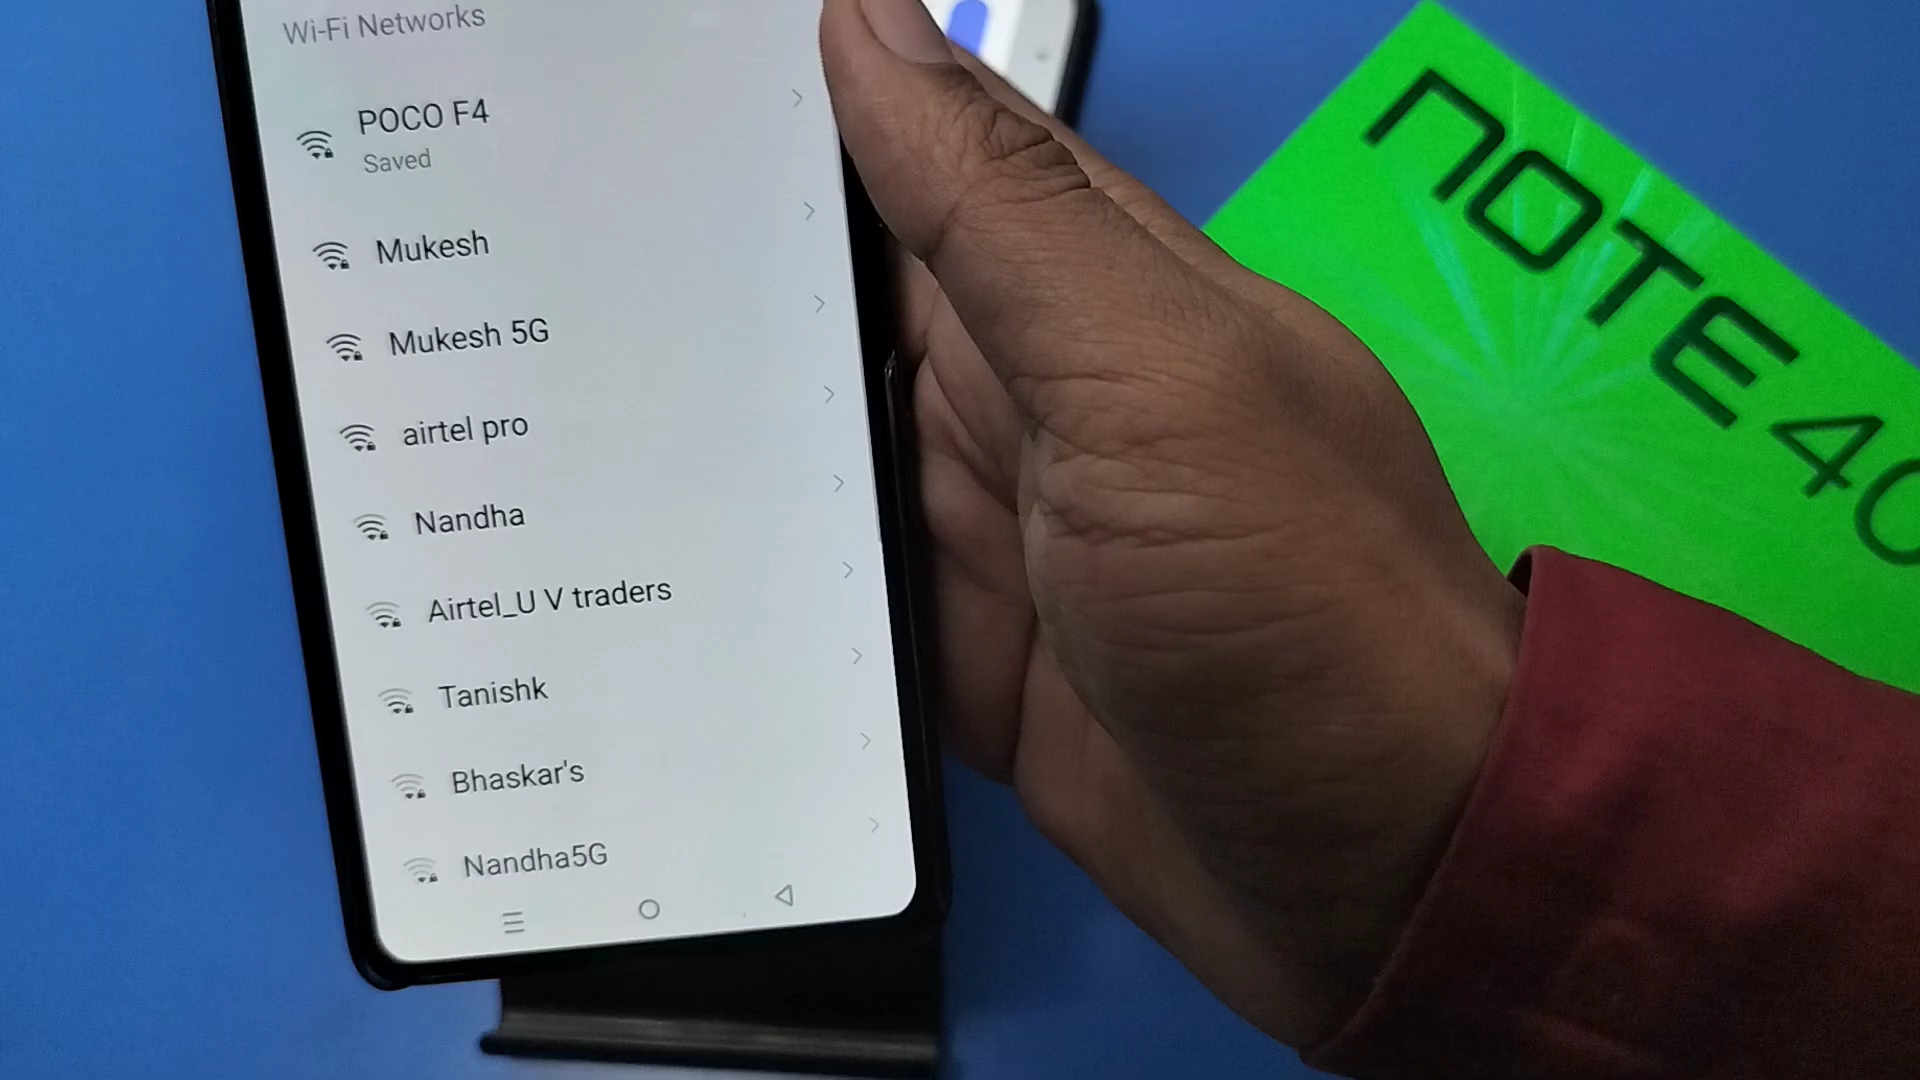 Wi-Fi Networks
POCO F4
Saved
Mukesh
Mukesh 5G
airtel pro
Nandha
Airtel_U V traders
Tanishk
Bhaskar's
Nandha5G
NOTE 40